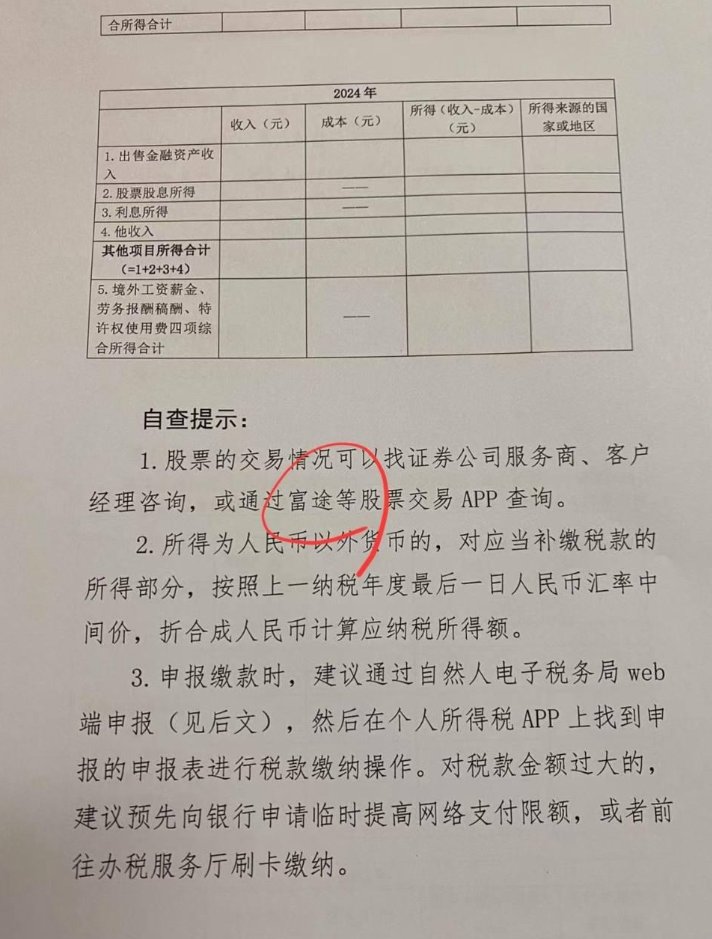 合所得合计
2024年
收入（元）
成本（元）
所得（收入-成本）
（元）
所得来源的国
家或地区
1.出售金融资产收
入
2.股票股息所得
——
3.利息所得
——
4.他收入
其他项目所得合计
（=1+2+3+4）
5.境外工资薪金、
劳务报酬稿酬、特
许权使用费四项综
合所得合计
——
自查提示：
1.股票的交易情况可以找证券公司服务商、客户
经理咨询，或通过富途等股票交易APP查询。
2.所得为人民币以外货币的，对应当补缴税款的
所得部分，按照上一纳税年度最后一日人民币汇率中
间价，折合成人民币计算应纳税所得额。
3.申报缴款时，建议通过自然人电子税务局web
端申报（见后文），然后在个人所得税APP上找到申
报的申报表进行税款缴纳操作。对税款金额过大的，
建议预先向银行申请临时提高网络支付限额，或者前
往办税服务厅刷卡缴纳。